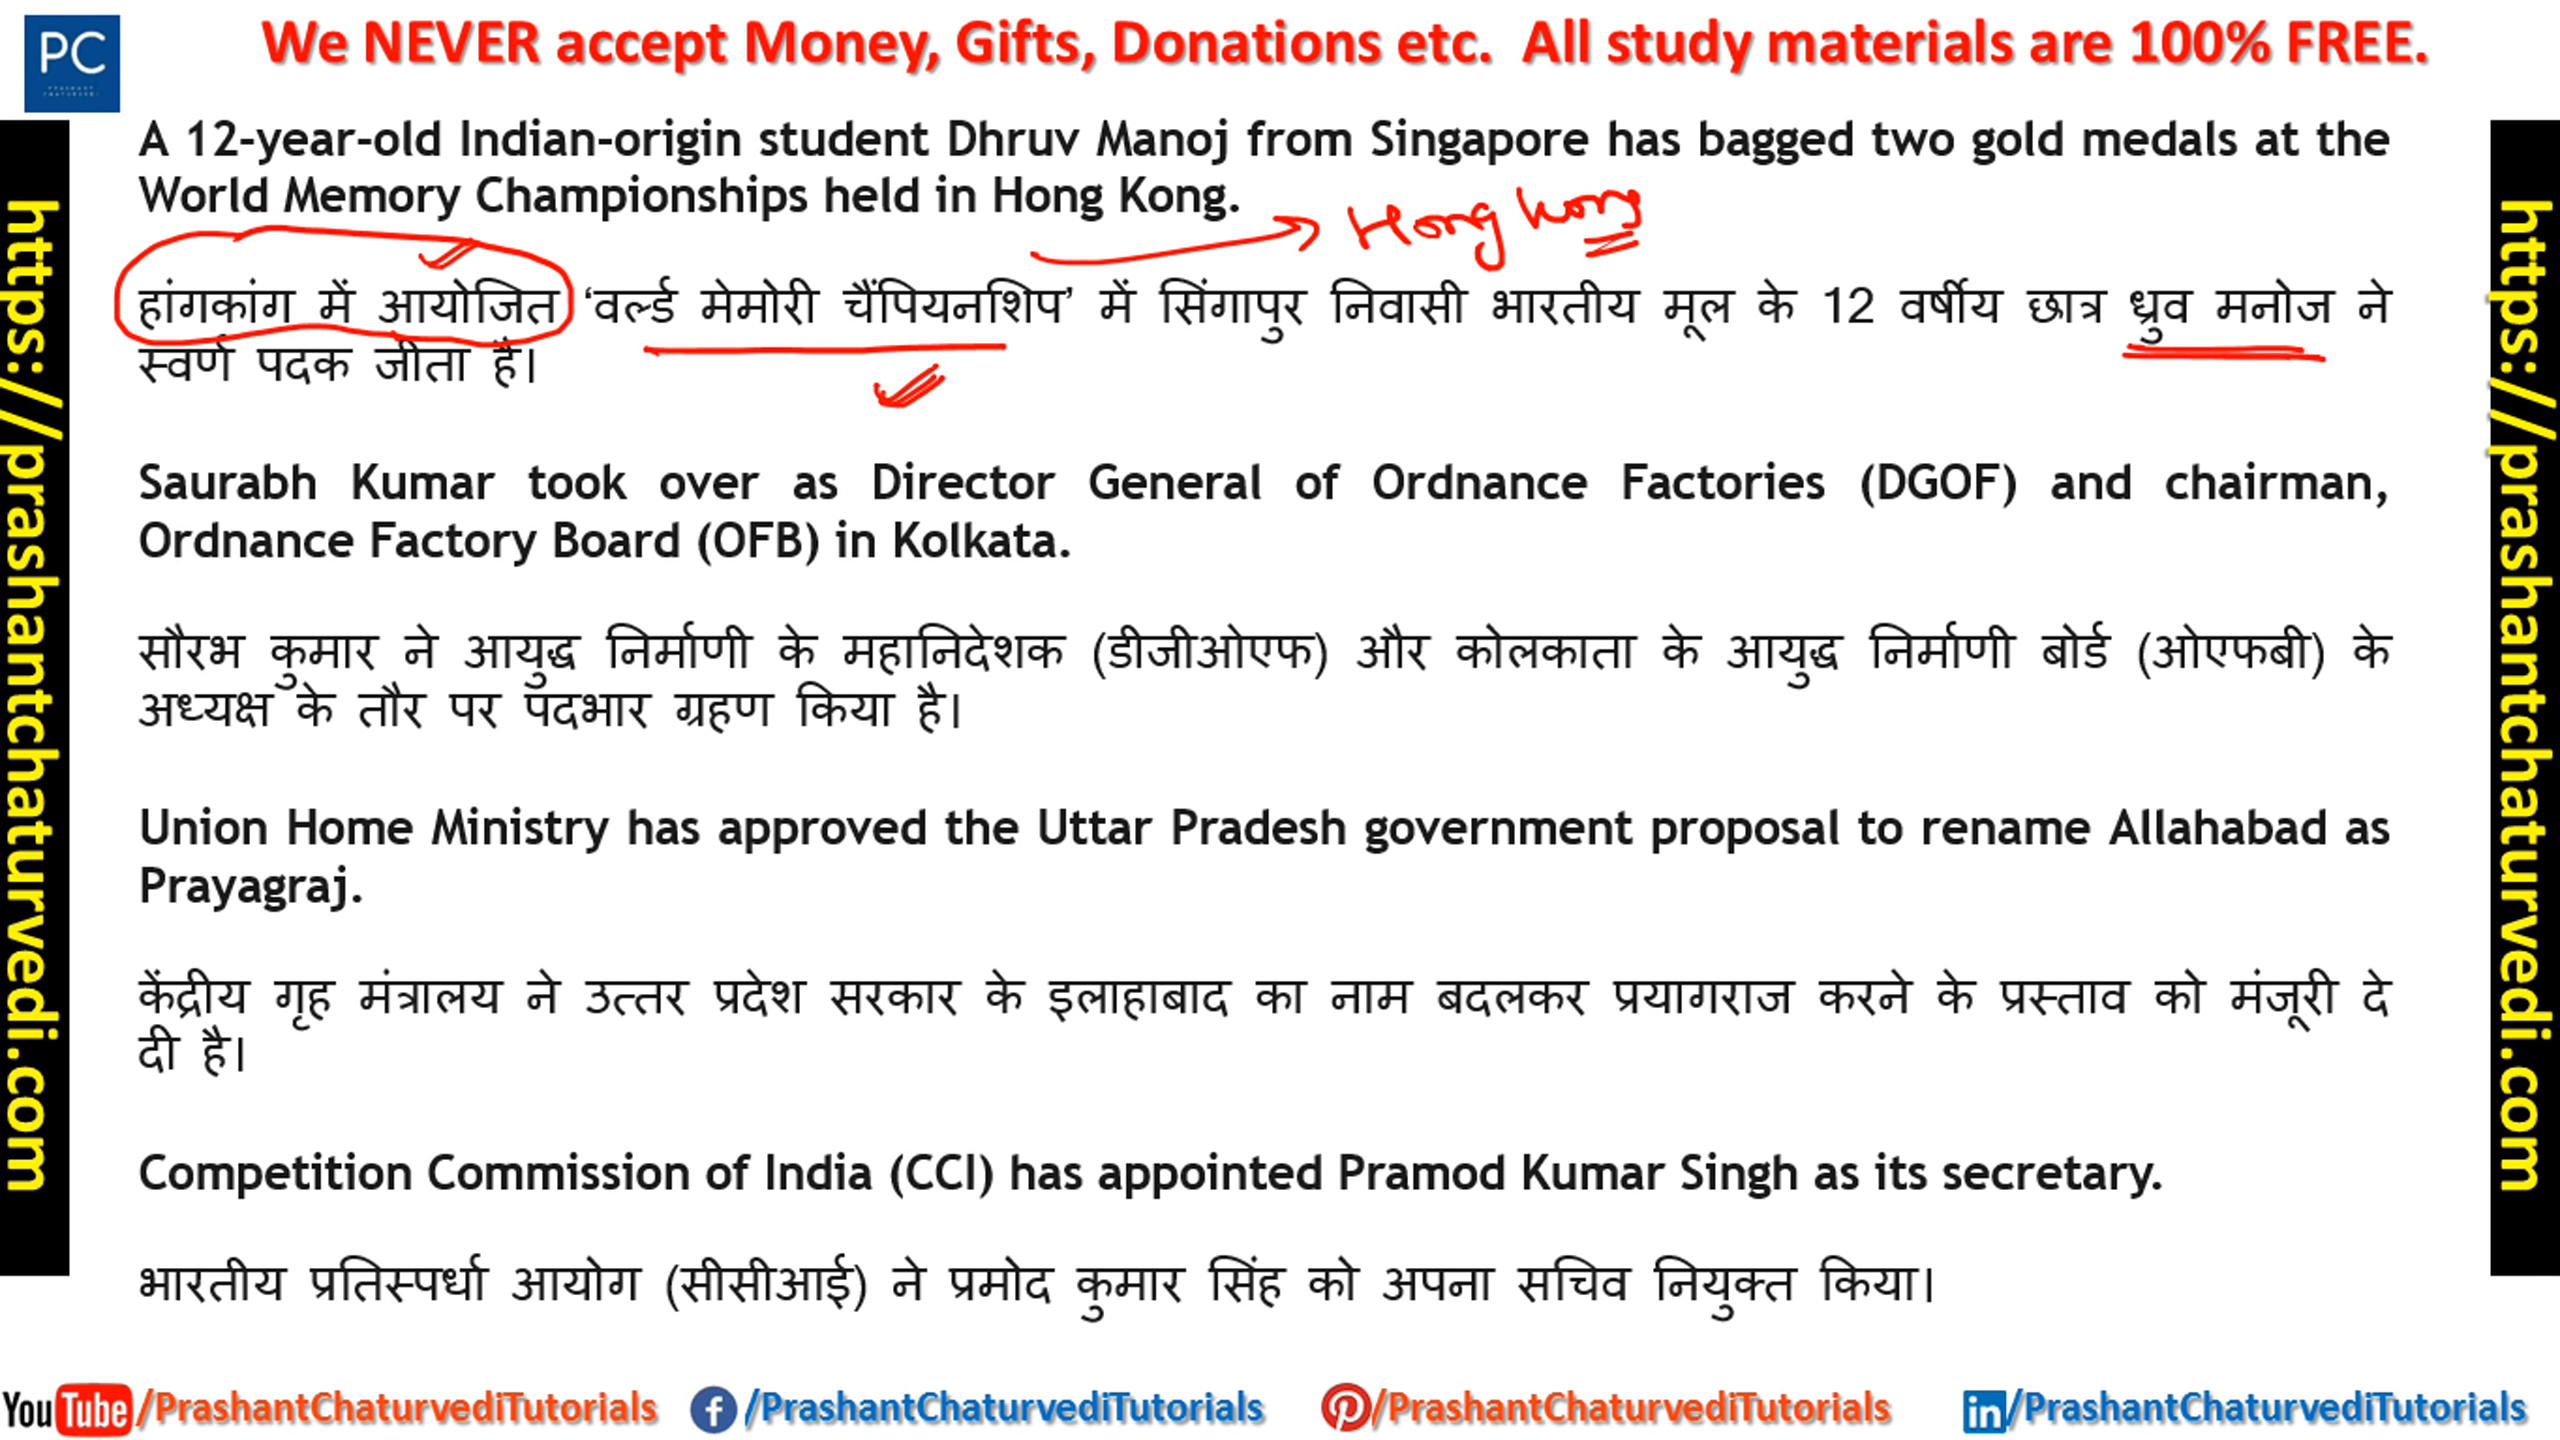 PC
PRASHANT
CHATURVEDI
We NEVER accept Money, Gifts, Donations etc. All study materials are 100% FREE.
https://prashantchaturvedi.com
https://prashantchaturvedi.com
A 12-year-old Indian-origin student Dhruv Manoj from Singapore has bagged two gold medals at the
World Memory Championships held in Hong Kong.
Hong Kong
हांगकांग में आयोजित ‘वर्ल्ड मेमोरी चैंपियनशिप’ में सिंगापुर निवासी भारतीय मूल के 12 वर्षीय छात्र ध्रुव मनोज ने
स्वर्ण पदक जीता है।
Saurabh Kumar took over as Director General of Ordnance Factories (DGOF) and chairman,
Ordnance Factory Board (OFB) in Kolkata.
सौरभ कुमार ने आयुद्ध निर्माणी के महानिदेशक (डीजीओएफ) और कोलकाता के आयुद्ध निर्माणी बोर्ड (ओएफबी) के
अध्यक्ष के तौर पर पदभार ग्रहण किया है।
Union Home Ministry has approved the Uttar Pradesh government proposal to rename Allahabad as
Prayagraj.
केंद्रीय गृह मंत्रालय ने उत्तर प्रदेश सरकार के इलाहाबाद का नाम बदलकर प्रयागराज करने के प्रस्ताव को मंजूरी दे
दी है।
Competition Commission of India (CCI) has appointed Pramod Kumar Singh as its secretary.
भारतीय प्रतिस्पर्धा आयोग (सीसीआई) ने प्रमोद कुमार सिंह को अपना सचिव नियुक्त किया।
YouTube /PrashantChaturvediTutorials f /PrashantChaturvediTutorials /PrashantChaturvediTutorials in /PrashantChaturvediTutorials